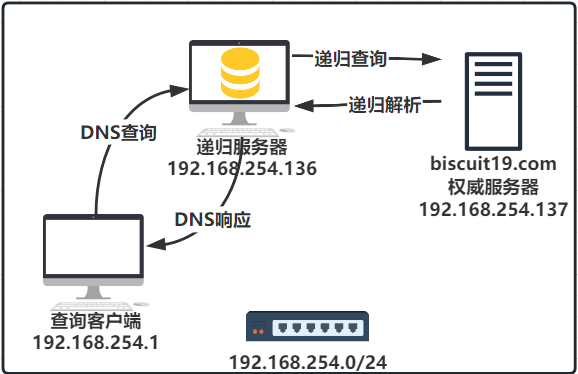 递归查询
递归解析
DNS查询
递归服务器
192.168.254.136
biscuit19.com
权威服务器
192.168.254.137
DNS响应
查询客户端
192.168.254.1
192.168.254.0/24